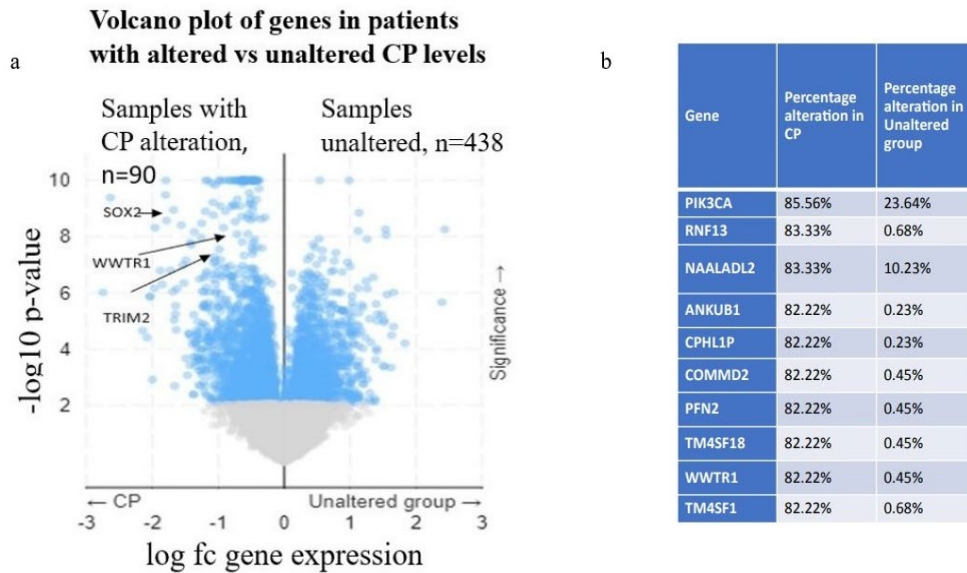 Volcano plot of genes in patients
with altered vs unaltered CP levels
a
Samples with
CP alteration,
n=90
Samples
unaltered, n=438
10
8
6
4
2
SOX2
WWTR1
TRIM2
-log10 p-value
Significance →
← CP
Unaltered group →
-3 -2 -1 0 1 2 3
log fc gene expression
b
Gene
Percentage
alteration in
CP
Percentage
alteration in
Unaltered
group
PIK3CA 85.56% 23.64%
RNF13 83.33% 0.68%
NAALADL2 83.33% 10.23%
ANKUB1 82.22% 0.23%
CPHL1P 82.22% 0.23%
COMMD2 82.22% 0.45%
PFN2 82.22% 0.45%
TM4SF18 82.22% 0.45%
WWTR1 82.22% 0.45%
TM4SF1 82.22% 0.68%